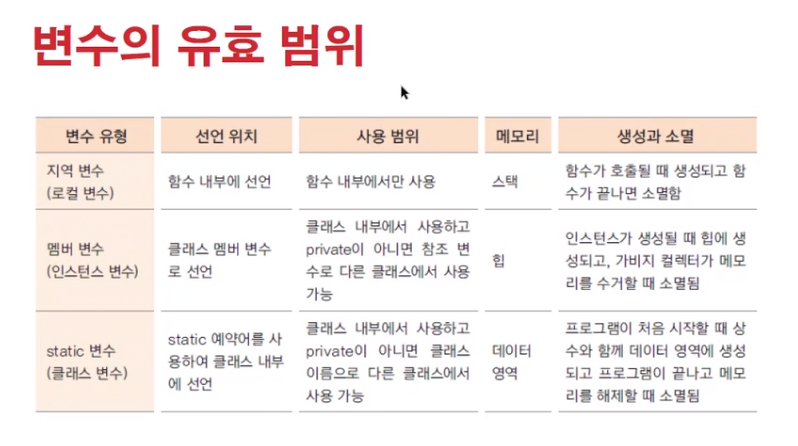 변수의 유효 범위
변수 유형 선언 위치 사용 범위 메모리 생성과 소멸
지역 변수
(로컬 변수)
함수 내부에 선언
함수 내부에서만 사용
스택
함수가 호출될 때 생성되고 함
수가 끝나면 소멸함
멤버 변수
(인스턴스 변수)
클래스 멤버 변수
로 선언
클래스 내부에서 사용하고
private이 아니면 참조 변
수로 다른 클래스에서 사용
가능
힙
인스턴스가 생성될 때 힙에 생
성되고, 가비지 컬렉터가 메모
리를 수거할 때 소멸됨
static 변수
(클래스 변수)
static 예약어를 사
용하여 클래스 내부
에 선언
클래스 내부에서 사용하고
private이 아니면 클래스
이름으로 다른 클래스에서
사용 가능
데이터
영역
프로그램이 처음 시작할 때 상
수와 함께 데이터 영역에 생성
되고 프로그램이 끝나고 메모
리를 해제할 때 소멸됨